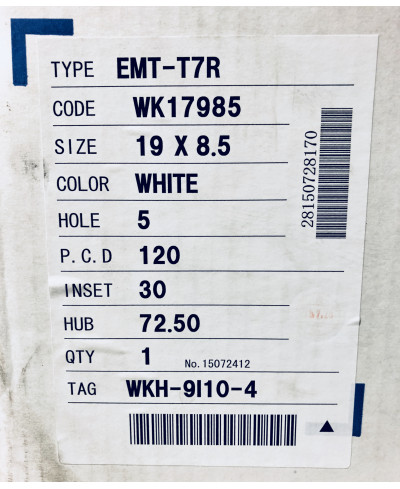 TYPE EMT-T7R
CODE WK17985
SIZE 19 X 8.5
COLOR WHITE
HOLE 5
P.C.D 120
INSET 30
HUB 72.50
QTY 1 No.15072412
TAG WKH-9I10-4
28150728170